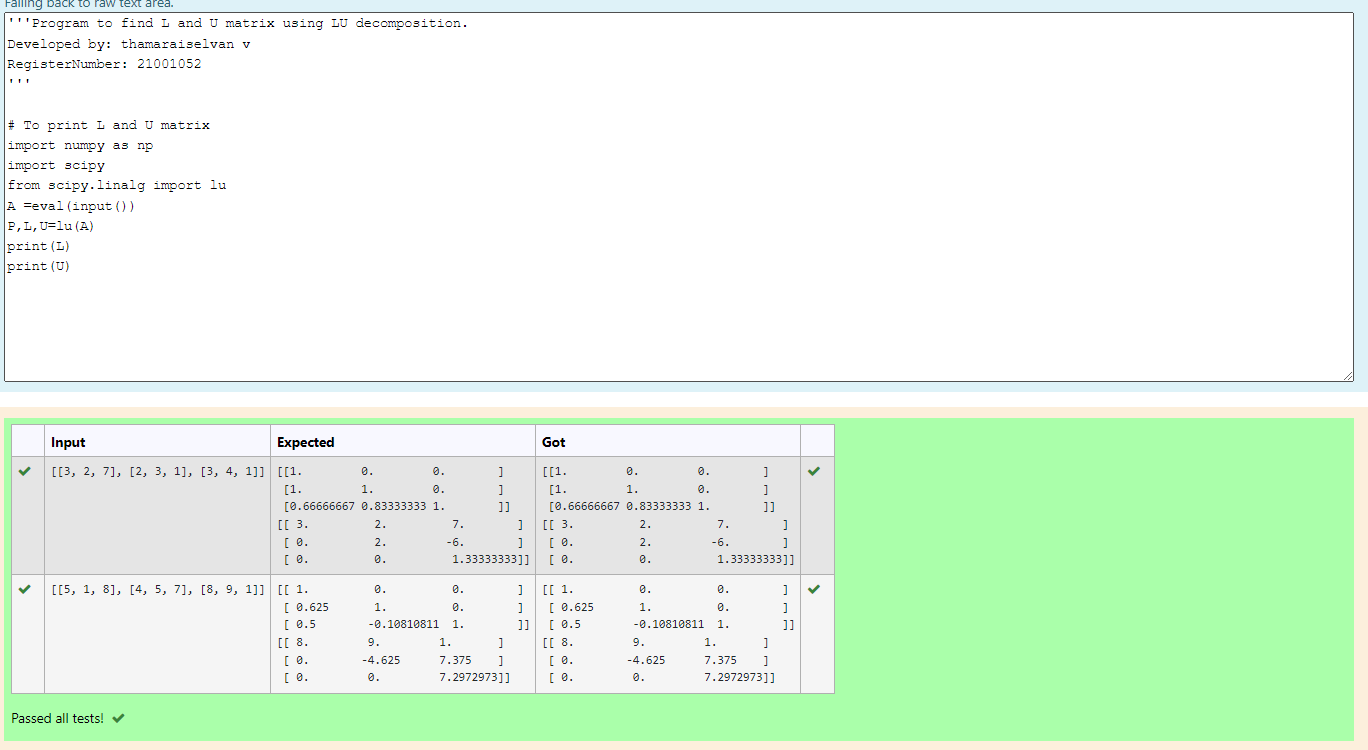 Falling back to raw text area.
'''Program to find L and U matrix using LU decomposition.
Developed by: thamaraiselvan v
RegisterNumber: 21001052
'''
# To print L and U matrix
import numpy as np
import scipy
from scipy.linalg import lu
A =eval(input())
P,L,U=lu(A)
print(L)
print(U)
Input Expected Got
[[3, 2, 7], [2, 3, 1], [3, 4, 1]] [[1. 0. 0. ] [[1. 0. 0. ]
[1. 1. 0. ] [1. 1. 0. ]
[0.66666667 0.83333333 1. ]] [0.66666667 0.83333333 1. ]]
[[ 3. 2. 7. ] [[ 3. 2. 7. ]
[ 0. 2. -6. ] [ 0. 2. -6. ]
[ 0. 0. 1.33333333]] [ 0. 0. 1.33333333]]
[[5, 1, 8], [4, 5, 7], [8, 9, 1]] [[ 1. 0. 0. ] [[ 1. 0. 0. ]
[ 0.625 1. 0. ] [ 0.625 1. 0. ]
[ 0.5 -0.10810811 1. ]] [ 0.5 -0.10810811 1. ]]
[[ 8. 9. 1. ] [[ 8. 9. 1. ]
[ 0. -4.625 7.375 ] [ 0. -4.625 7.375 ]
[ 0. 0. 7.2972973]] [ 0. 0. 7.2972973]]
Passed all tests!